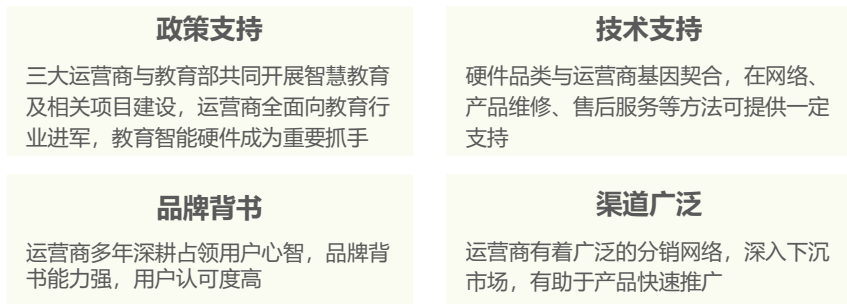 政策支持
三大运营商与教育部共同开展智慧教育
及相关项目建设，运营商全面向教育行
业进军，教育智能硬件成为重要抓手
技术支持
硬件品类与运营商基因契合，在网络、
产品维修、售后服务等方法可提供一定
支持
品牌背书
运营商多年深耕占领用户心智，品牌背
书能力强，用户认可度高
渠道广泛
运营商有着广泛的分销网络，深入下沉
市场，有助于产品快速推广